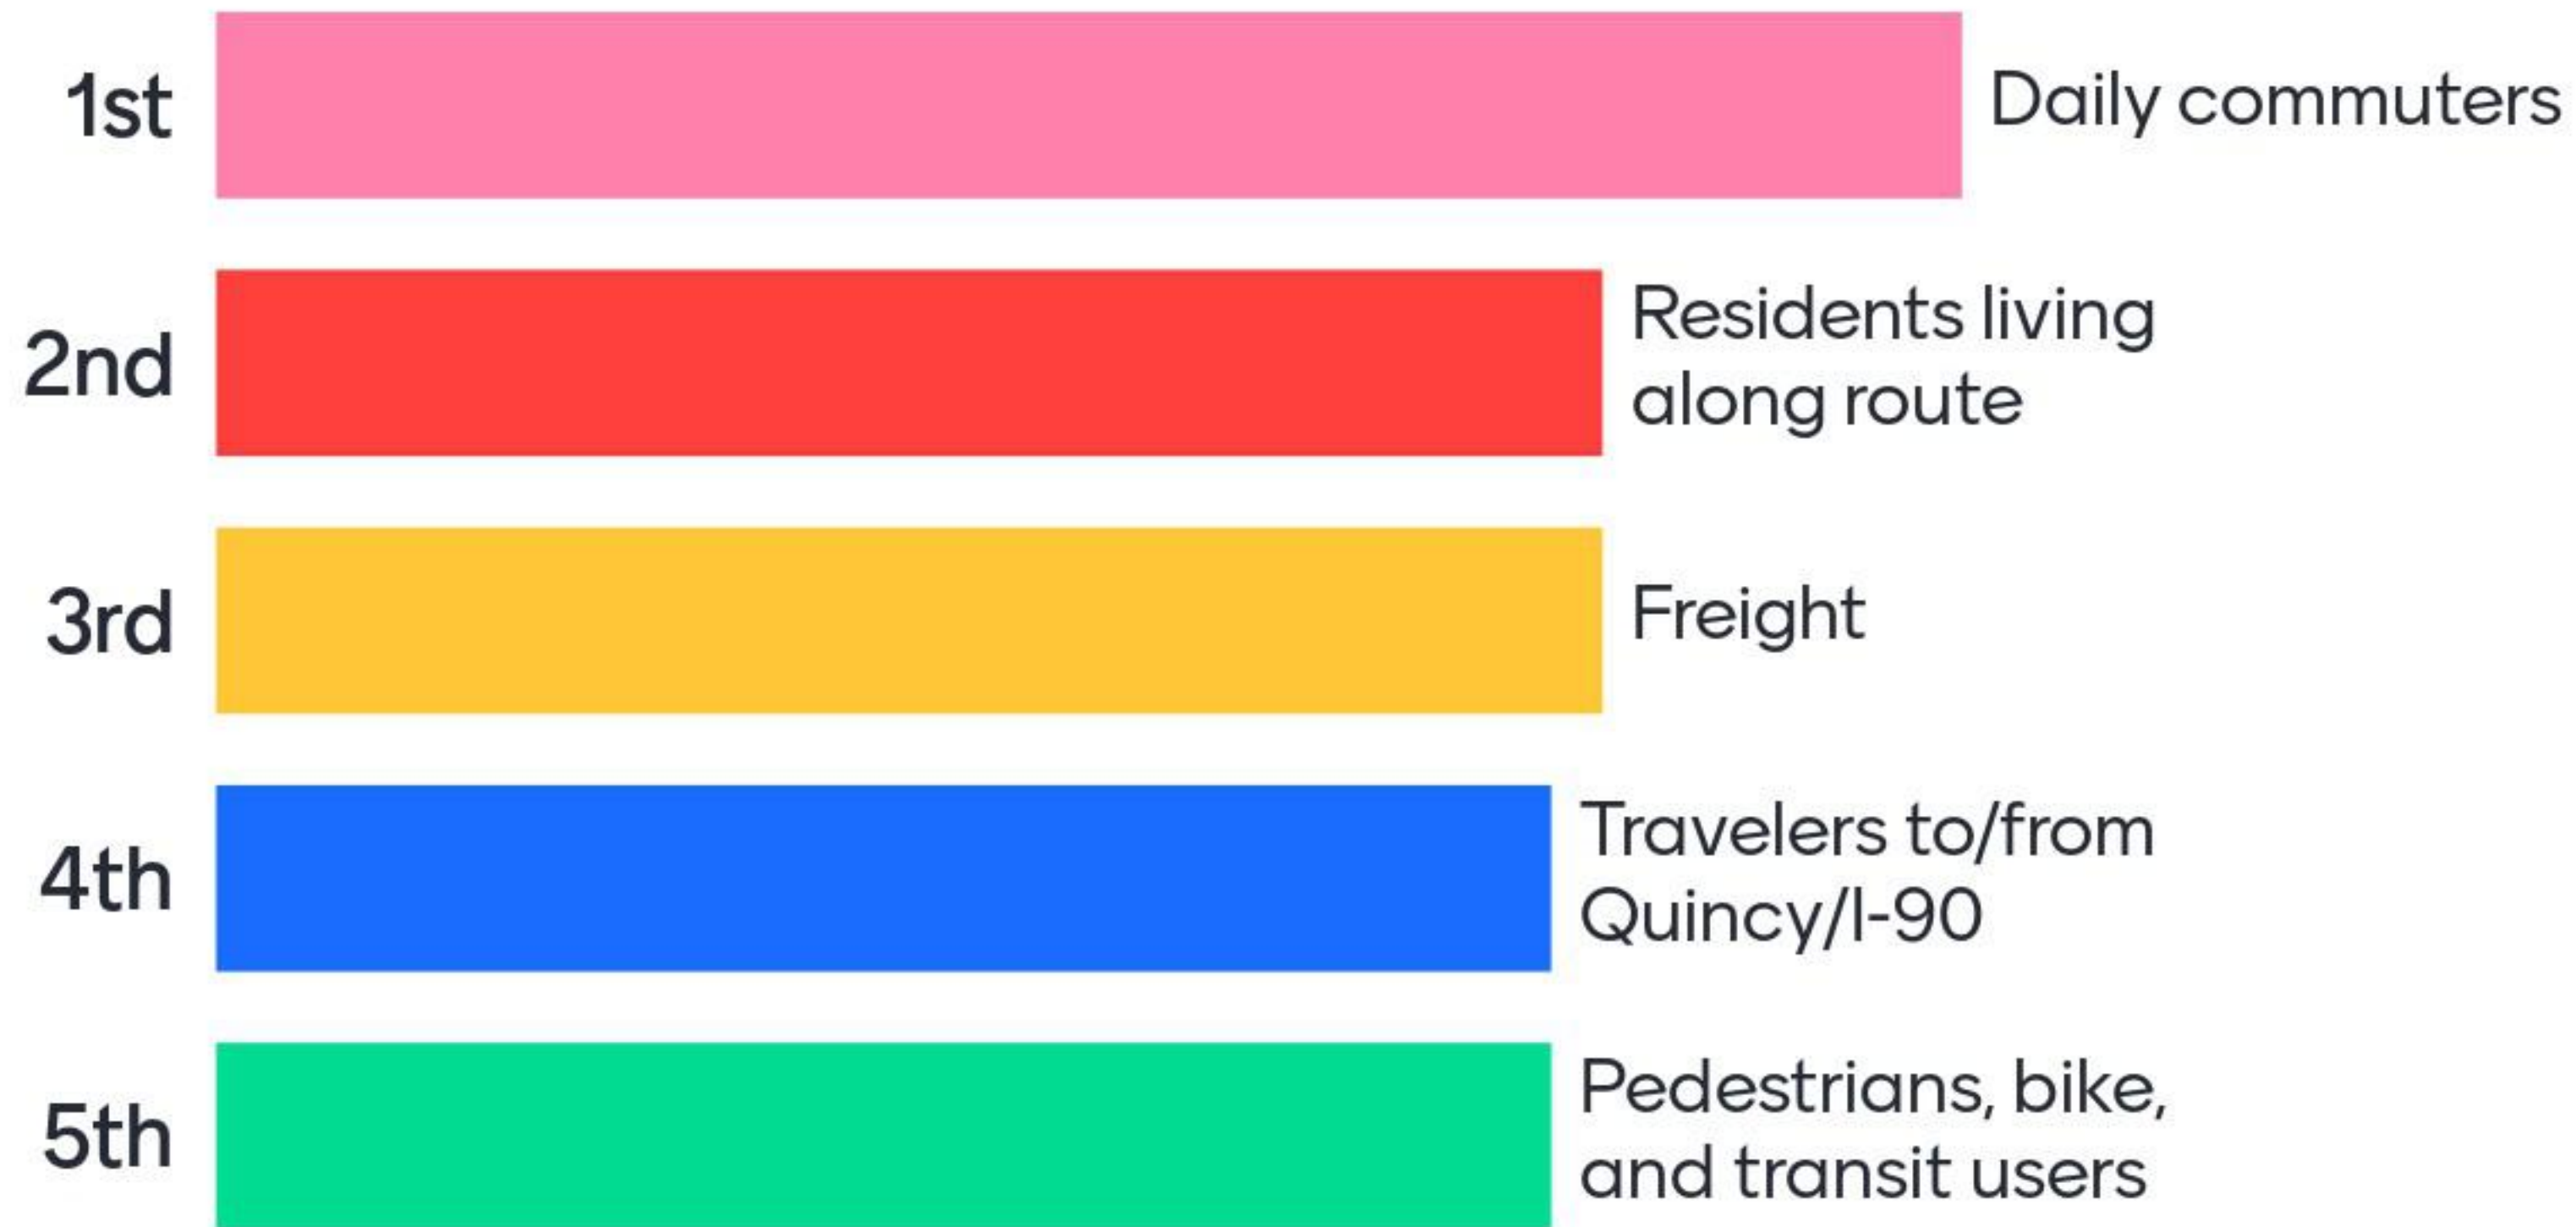 1st
Daily commuters
2nd
Residents living
along route
3rd
Freight
4th
Travelers to/from
Quincy/I-90
5th
Pedestrians, bike,
and transit users